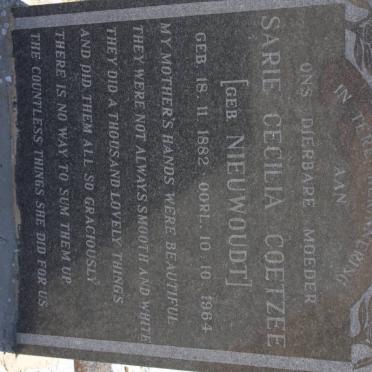 IN TEDERE HERINNERING
AAN
ONS DIERBARE MOEDER
SARIE CECILIA COETZEE
[GEB. NIEUWOUDT]
GEB. 18. 11. 1882 OORL. 10. 10. 1964
MY MOTHER'S HANDS WERE BEAUTIFUL
THEY WERE NOT ALWAYS SMOOTH AND WHITE
THEY DID A THOUSAND LOVELY THINGS
AND DID THEM ALL SO GRACIOUSLY
THERE IS NO WAY TO SUM THEM UP
THE COUNTLESS THINGS SHE DID FOR US.